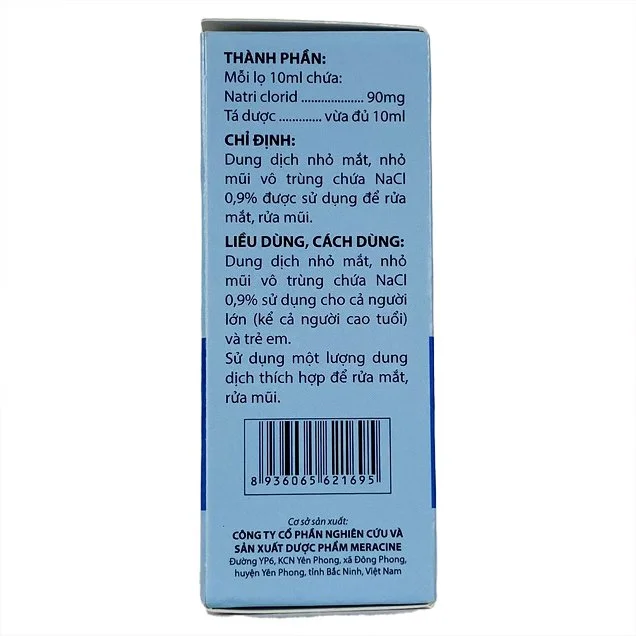 THÀNH PHẦN:
Mỗi lọ 10ml chứa:
Natri clorid ................... 90mg
Tá dược ............. vừa đủ 10ml
CHỈ ĐỊNH:
Dung dịch nhỏ mắt, nhỏ
mũi vô trùng chứa NaCl
0,9% được sử dụng để rửa
mắt, rửa mũi.
LIỀU DÙNG, CÁCH DÙNG:
Dung dịch nhỏ mắt, nhỏ
mũi vô trùng chứa NaCl
0,9% sử dụng cho cả người
lớn (kể cả người cao tuổi)
và trẻ em.
Sử dụng một lượng dung
dịch thích hợp để rửa mắt,
rửa mũi.
8 936065 621695
Cơ sở sản xuất:
CÔNG TY CỔ PHẦN NGHIÊN CỨU VÀ
SẢN XUẤT DƯỢC PHẨM MERACINE
Đường YP6, KCN Yên Phong, xã Đông Phong,
huyện Yên Phong, tỉnh Bắc Ninh, Việt Nam